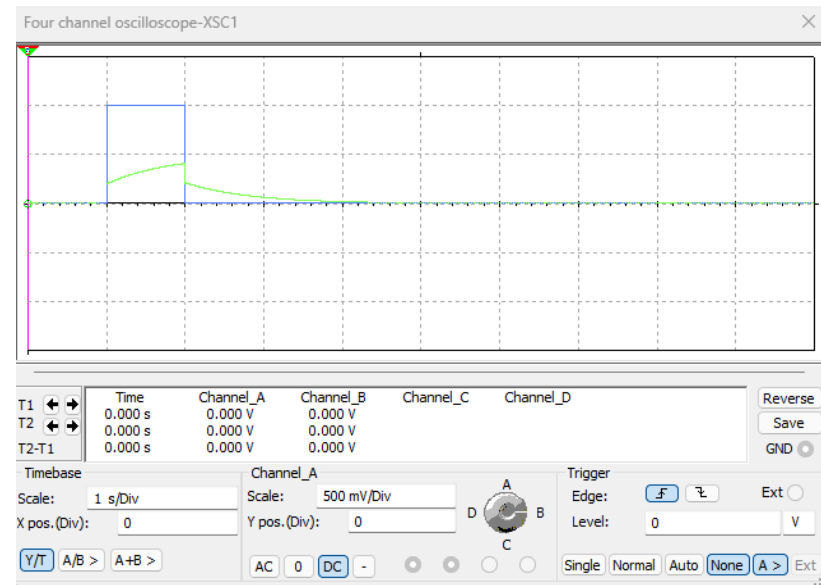 Four channel oscilloscope-XSC1
T1 Time Channel_A Channel_B Channel_C Channel_D Reverse
T2 0.000 s 0.000 V 0.000 V Save
0.000 s 0.000 V 0.000 V
T2-T1 0.000 s 0.000 V 0.000 V GND
Timebase Channel_A Trigger
Scale: 1 s/Div Scale: 500 mV/Div A Edge: Ext
X pos.(Div): 0 Y pos.(Div): 0 D B Level: 0 V
C
Y/T A/B > A+B > AC 0 DC - Single Normal Auto None A > Ext